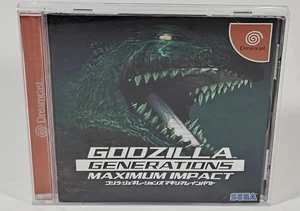 Dreamcast
Dreamcast
GODZILLA
GENERATIONS
MAXIMUM IMPACT
ゴジラ・ジェネレーションズ マキシマムインパクト
SEGA